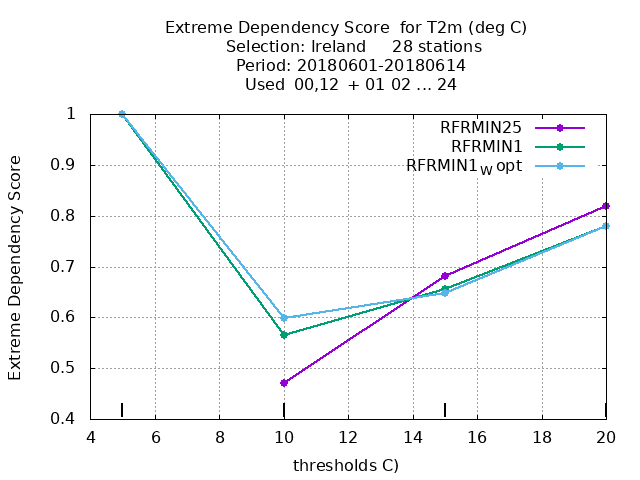 Extreme Dependency Score for T2m (deg C)
Selection: Ireland 28 stations
Period: 20180601-20180614
Used 00,12 + 01 02 ... 24
RFRMIN25
RFRMIN1
RFRMIN1w opt
Extreme Dependency Score
1
0.9
0.8
0.7
0.6
0.5
0.4
4 6 8 10 12 14 16 18 20
thresholds C)